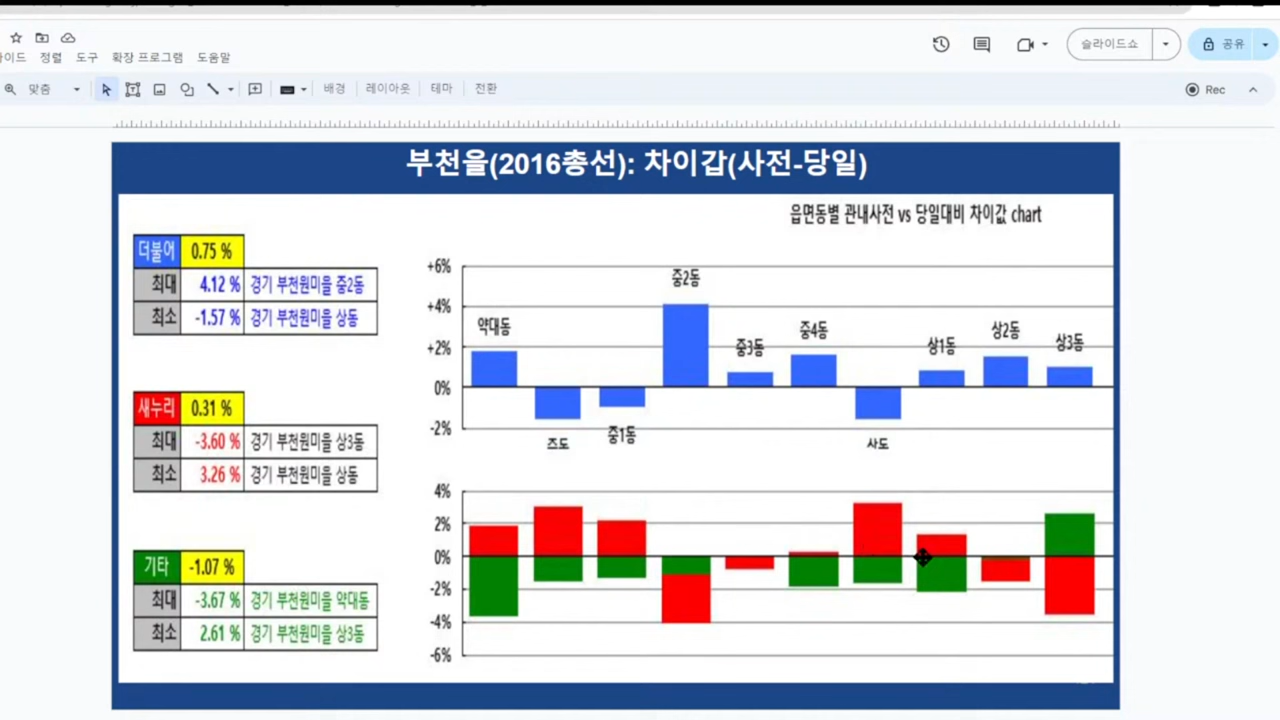 정렬 도구 확장 프로그램 도움말
슬라이드쇼
공유
맞춤
배경 레이아웃 테마 전환
Rec
부천을(2016총선): 차이갑(사전-당일)
읍면동별 관내사전 vs 당일대비 차이값 chart
더불어 0.75 %
최대 4.12 % 경기 부천원미을 중2동
최소 -1.57 % 경기 부천원미을 상동
새누리 0.31 %
최대 -3.60 % 경기 부천원미을 상3동
최소 3.26 % 경기 부천원미을 상동
기타 -1.07 %
최대 -3.67 % 경기 부천원미을 약대동
최소 2.61 % 경기 부천원미을 상3동
+6%
+4%
+2%
0%
-2%
약대동
중1동
중2동
중3동
중4동
상1동
상2동
상3동
4%
2%
0%
-2%
-4%
-6%